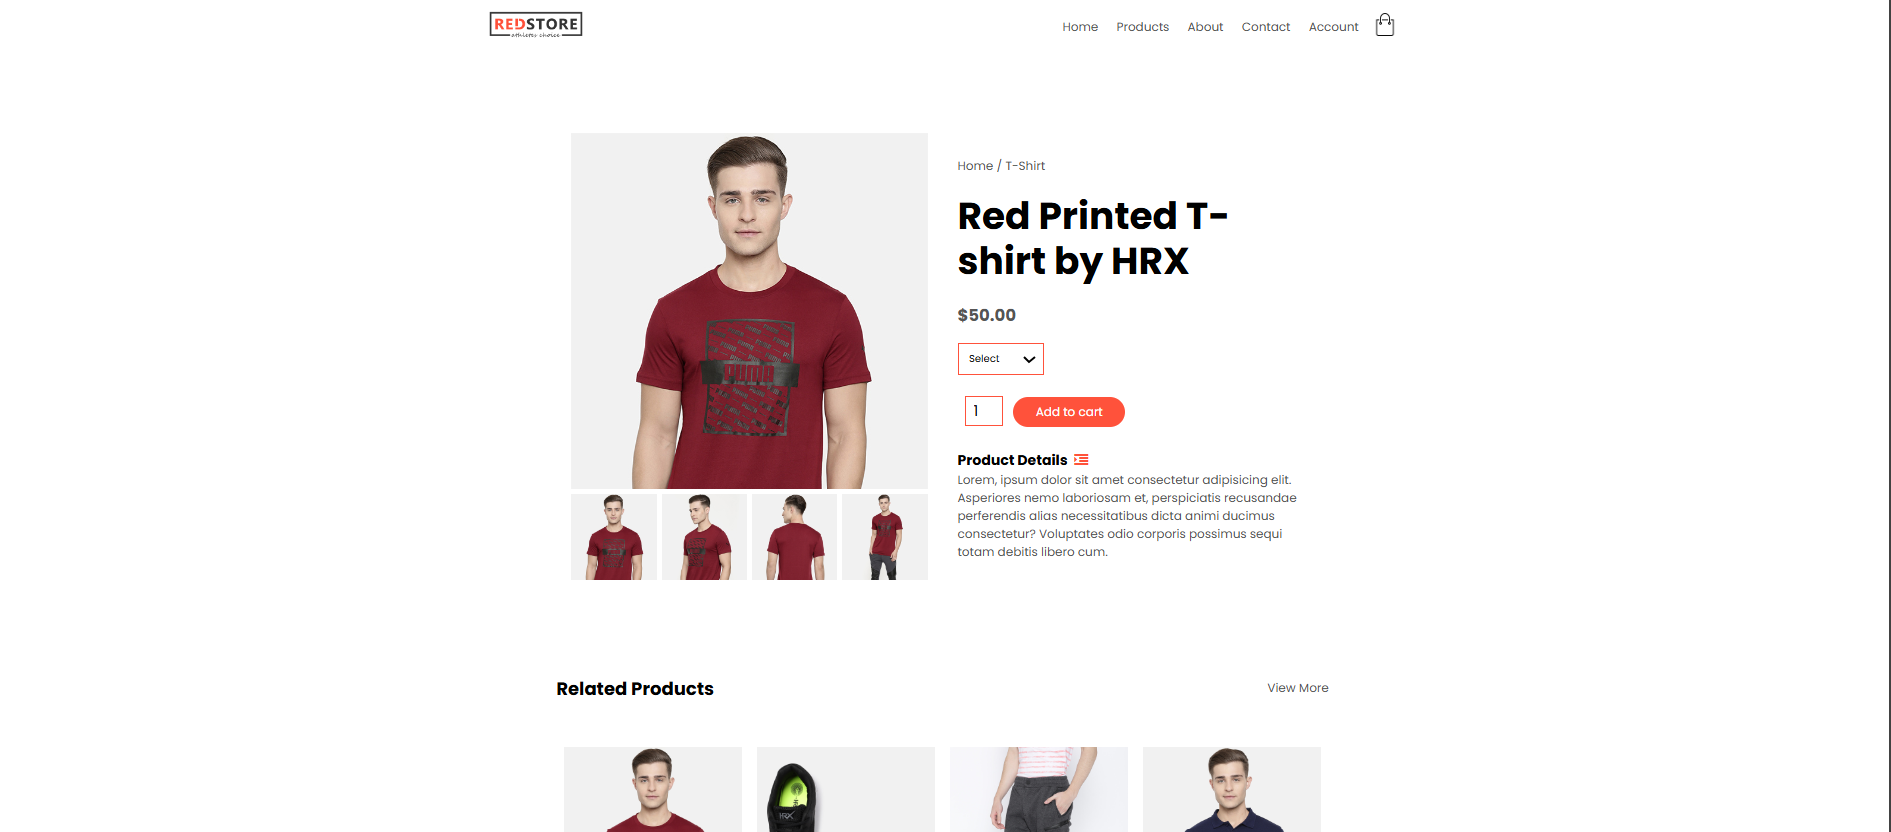 REDSTORE
athletes choice
Home Products About Contact Account
Home / T-Shirt
Red Printed T-
shirt by HRX
$50.00
Select
1 Add to cart
Product Details
Lorem, ipsum dolor sit amet consectetur adipisicing elit.
Asperiores nemo laboriosam et, perspiciatis recusandae
perferendis alias necessitatibus dicta animi ducimus
consectetur? Voluptates odio corporis possimus sequi
totam debitis libero cum.
PUMA
Related Products
View More
HRX